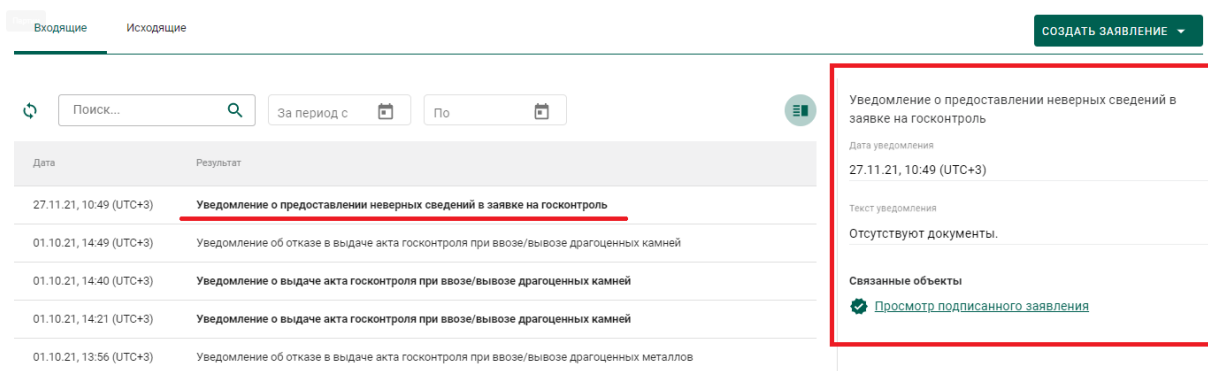 Входящие
Исходящие
СОЗДАТЬ ЗАЯВЛЕНИЕ
Поиск...
За период с
По
Дата
Результат
27.11.21, 10:49 (UTC+3)
Уведомление о предоставлении неверных сведений в заявке на госконтроль
01.10.21, 14:49 (UTC+3)
Уведомление об отказе в выдаче акта госконтроля при ввозе/вывозе драгоценных камней
01.10.21, 14:40 (UTC+3)
Уведомление о выдаче акта госконтроля при ввозе/вывозе драгоценных камней
01.10.21, 14:21 (UTC+3)
Уведомление о выдаче акта госконтроля при ввозе/вывозе драгоценных камней
01.10.21, 13:56 (UTC+3)
Уведомление об отказе в выдаче акта госконтроля при ввозе/вывозе драгоценных металлов
Уведомление о предоставлении неверных сведений в
заявке на госконтроль
Дата уведомления
27.11.21, 10:49 (UTC+3)
Текст уведомления
Отсутствуют документы.
Связанные объекты
Просмотр подписанного заявления